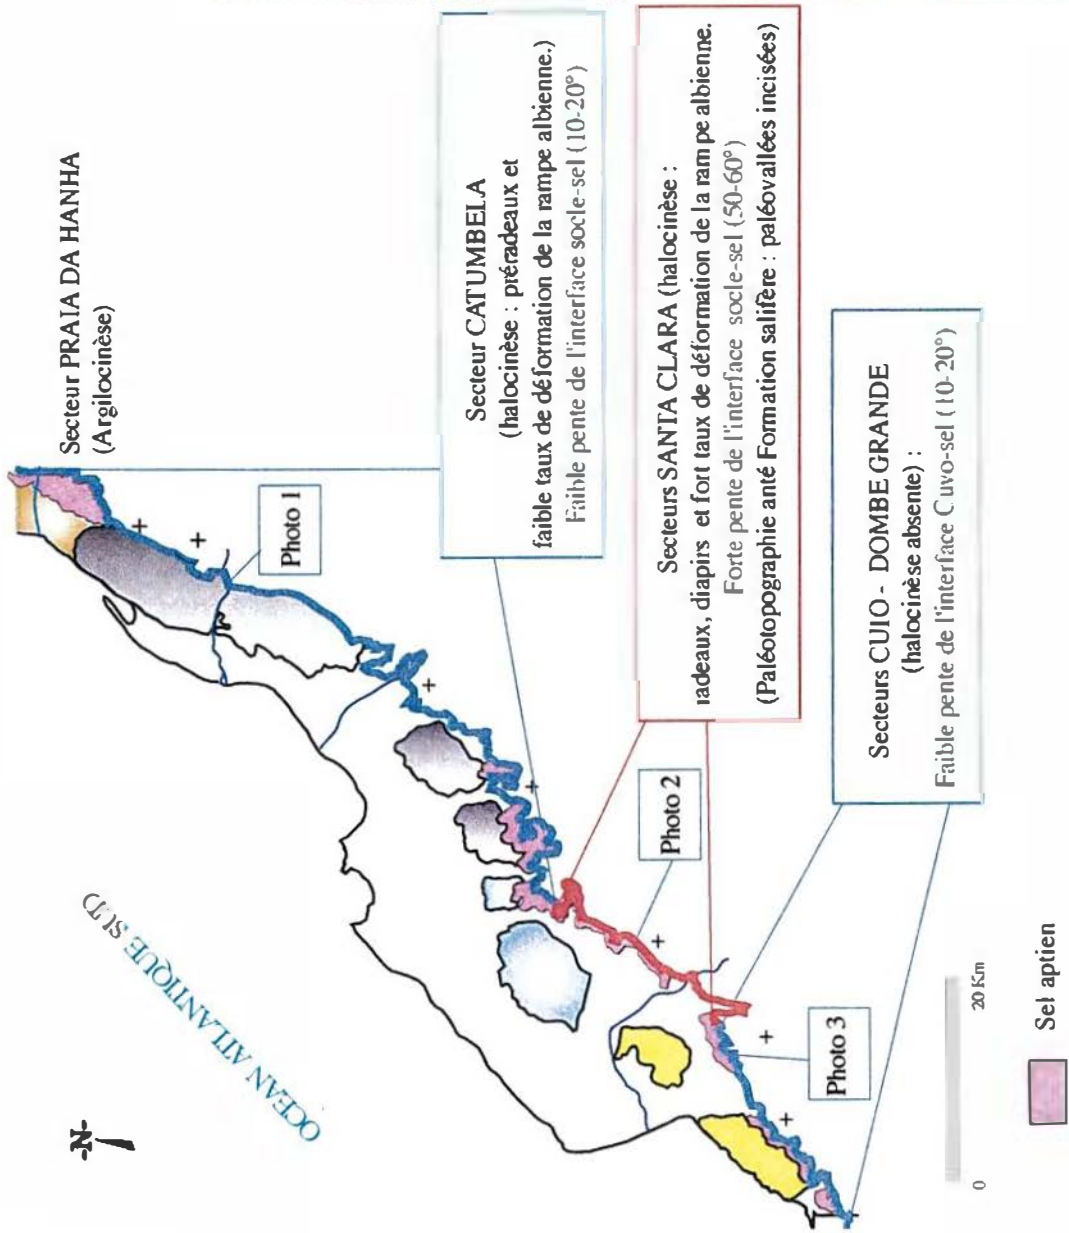 -N-
OCEAN ATLANTIQUE SUD
Secteur PRAIA DA HANHA
(Argilocinèse)
Photo 1
Secteur CATUMBELA
(halocinèse : préradeaux et
faible taux de déformation de la rampe albienne.)
Faible pente de l'interface socle-sel (10-20°)
Secteurs SANTA CLARA (halocinèse :
radeaux, diapirs et fort taux de déformation de la rampe albienne.
Forte pente de l'interface socle-sel (50-60°)
(Paléotopographie anté Formation salifère : paléovallées incisées)
Photo 2
Secteurs CUIO - DOMBE GRANDE
(halocinèse absente) :
Faible pente de l'interface Cuvo-sel (10-20°)
Photo 3
0
20 Km
Sel aptien